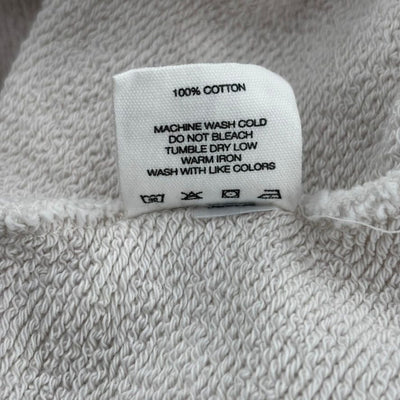 100% COTTON
MACHINE WASH COLD
DO NOT BLEACH
TUMBLE DRY LOW
WARM IRON
WASH WITH LIKE COLORS